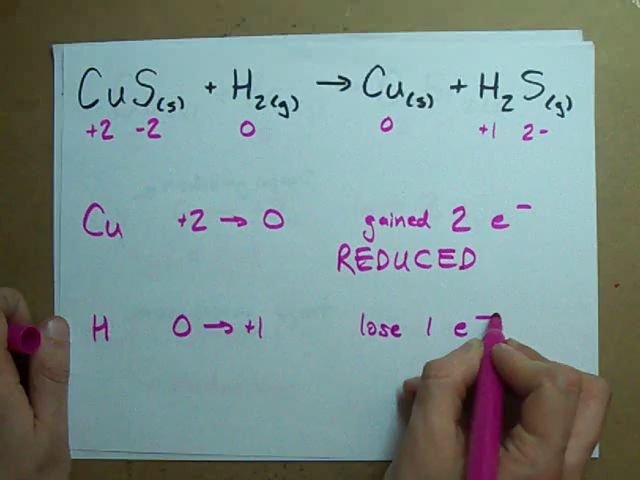 CuS(s) + H2(g) → Cu(s) + H2S(g)
+2 -2 0 0 +1 2-
Cu +2 → 0 gained 2 e⁻
REDUCED
H 0 → +1 lose 1 e⁻